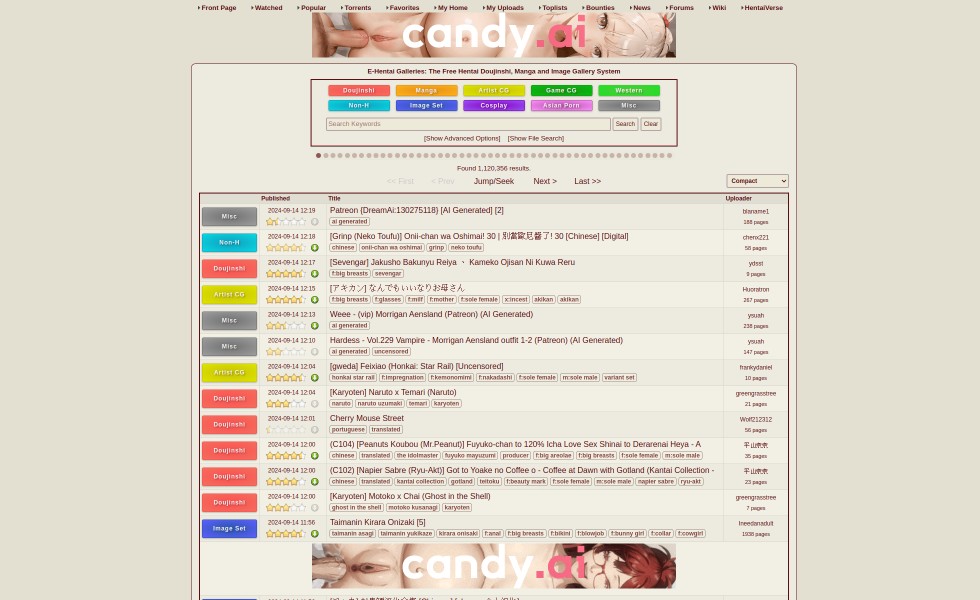 Front Page Watched Popular Torrents Favorites My Home My Uploads Toplists Bounties News Forums Wiki HentaiVerse
candy.ai
E-Hentai Galleries: The Free Hentai Doujinshi, Manga and Image Gallery System
Doujinshi Manga Artist CG Game CG Western
Non-H Image Set Cosplay Asian Porn Misc
Search Keywords Search Clear
[Show Advanced Options] [Show File Search]
Found 1,120,356 results.
<< First < Prev Jump/Seek Next > Last >> Compact
Published Title Uploader
Misc 2024-09-14 12:19 Patreon {DreamAi:130275118} [AI Generated] [2] blaname1
ai generated 188 pages
Non-H 2024-09-14 12:18 [Grinp (Neko Toufu)] Onii-chan wa Oshimai! 30 | 別當歐尼醬了! 30 [Chinese] [Digital] chenx221
chinese onii-chan wa oshimai grinp neko toufu 58 pages
Doujinshi 2024-09-14 12:17 [Sevengar] Jakusho Bakunyu Reiya ・ Kameko Ojisan Ni Kuwa Reru ydsst
f:big breasts sevengar 9 pages
Artist CG 2024-09-14 12:15 [アキカン] なんでもいいなりお母さん Huoratron
f:big breasts f:glasses f:milf f:mother f:sole female x:incest akikan akikan 267 pages
Misc 2024-09-14 12:13 Weee - (vip) Morrigan Aensland (Patreon) (AI Generated) ysuah
ai generated 238 pages
Misc 2024-09-14 12:10 Hardess - Vol.229 Vampire - Morrigan Aensland outfit 1-2 (Patreon) (AI Generated) ysuah
ai generated uncensored 147 pages
Artist CG 2024-09-14 12:04 [gweda] Feixiao (Honkai: Star Rail) [Uncensored] frankydaniel
honkai star rail f:impregnation f:kemonomimi f:nakadashi f:sole female m:sole male variant set 10 pages
Doujinshi 2024-09-14 12:04 [Karyoten] Naruto x Temari (Naruto) greengrasstree
naruto naruto uzumaki temari karyoten 21 pages
Doujinshi 2024-09-14 12:01 Cherry Mouse Street Wolf212312
portuguese translated 56 pages
Doujinshi 2024-09-14 12:00 (C104) [Peanuts Koubou (Mr.Peanut)] Fuyuko-chan to 120% Icha Love Sex Shinai to Derarenai Heya - A
chinese translated the idolmaster fuyuko mayuzumi producer f:big areolae f:big breasts f:sole female m:sole male 35 pages
Doujinshi 2024-09-14 12:00 (C102) [Napier Sabre (Ryu-Akt)] Got to Yoake no Coffee o - Coffee at Dawn with Gotland (Kantai Collection -
chinese translated kantai collection gotland teitoku f:beauty mark f:sole female m:sole male napier sabre ryu-akt 23 pages
Doujinshi 2024-09-14 12:00 [Karyoten] Motoko x Chai (Ghost in the Shell) greengrasstree
ghost in the shell motoko kusanagi karyoten 7 pages
Image Set 2024-09-14 11:56 Taimanin Kirara Onizaki [5] Ineedanadult
taimanin asagi taimanin yukikaze kirara onisaki f:anal f:big breasts f:bikini f:blowjob f:bunny girl f:collar f:cowgirl 1938 pages
candy.ai